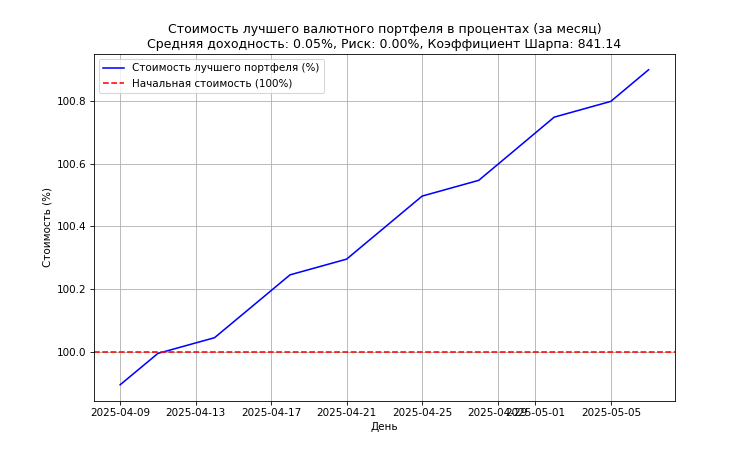 Стоимость лучшего валютного портфеля в процентах (за месяц)
Средняя доходность: 0.05%, Риск: 0.00%, Коэффициент Шарпа: 841.14
Стоимость лучшего портфеля (%)
Начальная стоимость (100%)
Стоимость (%)
100.8
100.6
100.4
100.2
100.0
2025-04-09 2025-04-13 2025-04-17 2025-04-21 2025-04-25 2025-04-29 2025-05-01 2025-05-05
День